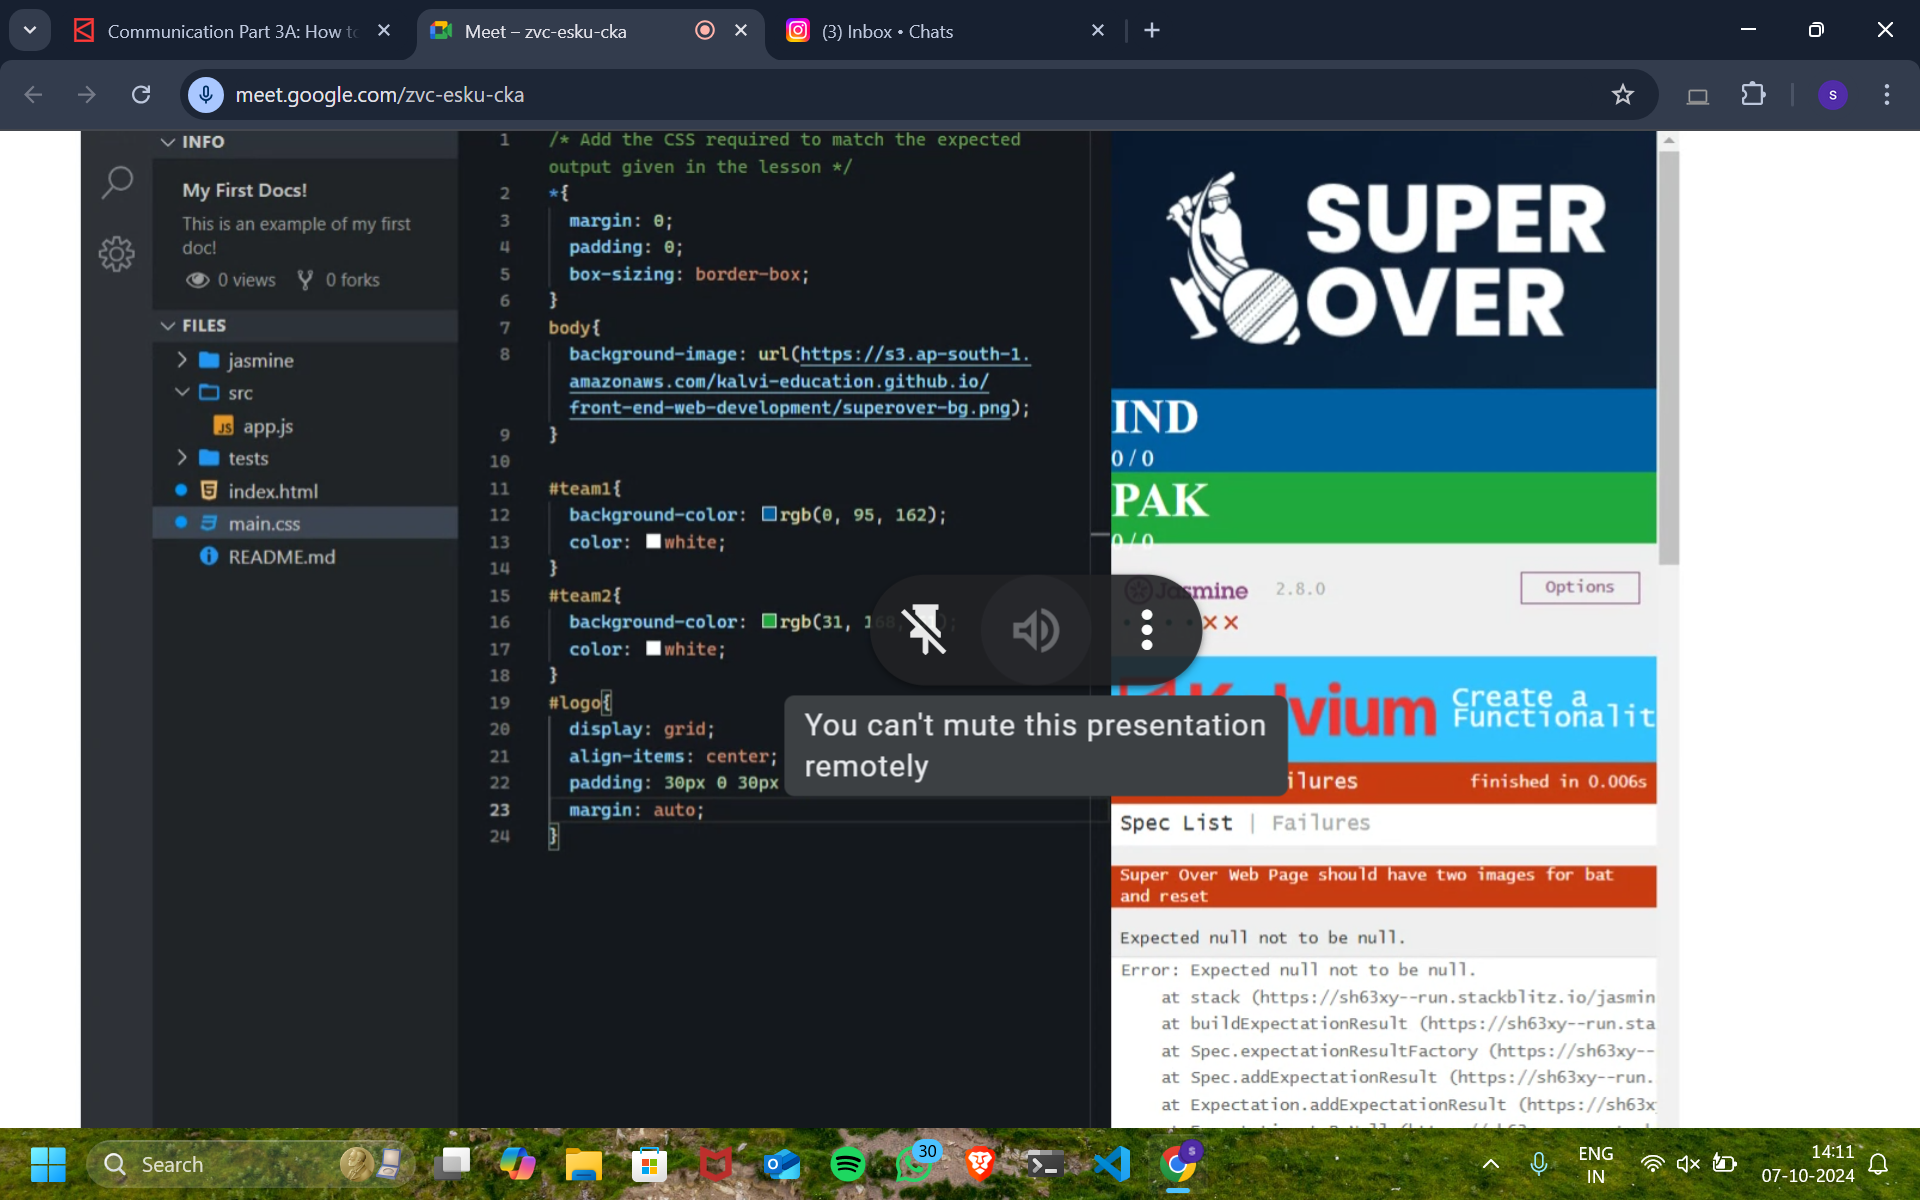 Communication Part 3A: How to
Meet – zvc-esku-cka
(3) Inbox • Chats
meet.google.com/zvc-esku-cka
S
INFO
My First Docs!
This is an example of my first
doc!
0 views
0 forks
FILES
jasmine
src
app.js
tests
index.html
main.css
README.md
1 /* Add the CSS required to match the expected
output given in the lesson */
2 *{
3 margin: 0;
4 padding: 0;
5 box-sizing: border-box;
6 }
7 body{
8 background-image: url(https://s3.ap-south-1.
amazonaws.com/kalvi-education.github.io/
front-end-web-development/superover-bg.png);
9 }
10
11 #team1{
12 background-color: rgb(0, 95, 162);
13 color: white;
14 }
15 #team2{
16 background-color: rgb(31, 168,
17 color: white;
18 }
19 #logo{
20 display: grid;
21 align-items: center;
22 padding: 30px 0 30px
23 margin: auto;
24 }
SUPER
OVER
IND
0 / 0
PAK
0 / 0
Jasmine 2.8.0
Options
You can't mute this presentation
remotely
Create a
Functionalit
finished in 0.006s
Spec List | Failures
Super Over Web Page should have two images for bat
and reset
Expected null not to be null.
Error: Expected null not to be null.
at stack (https://sh63xy--run.stackblitz.io/jasmin
at buildExpectationResult (https://sh63xy--run.sta
at Spec.expectationResultFactory (https://sh63xy--
at Spec.addExpectationResult (https://sh63xy--run.
at Expectation.addExpectationResult (https://sh63x
Search
30
ENG
IN
14:11
07-10-2024